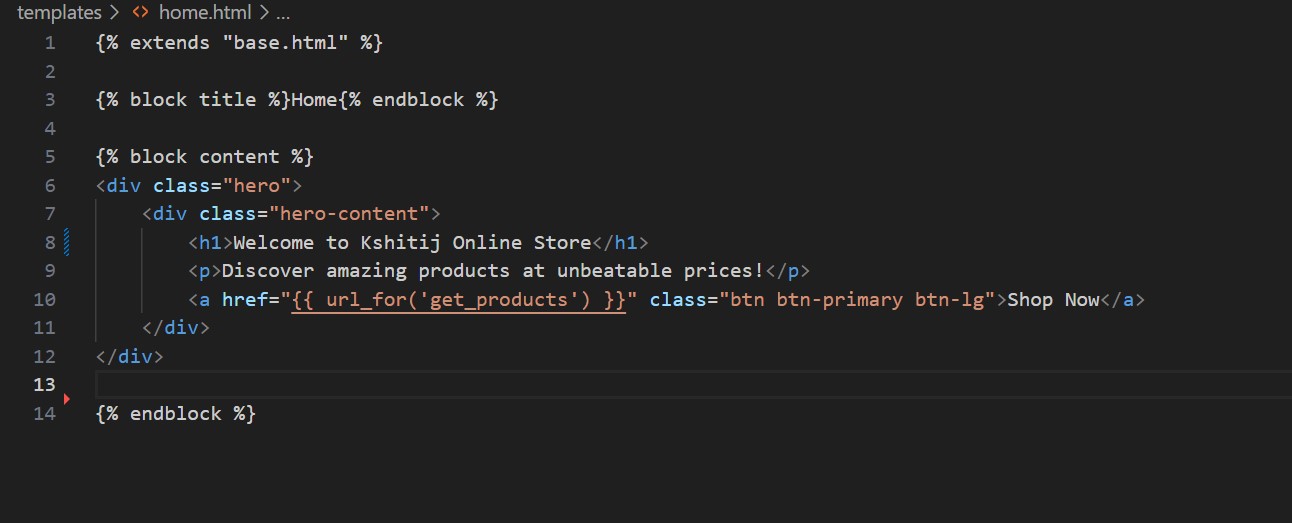 templates > <> home.html > ...
1 {% extends "base.html" %}
2
3 {% block title %}Home{% endblock %}
4
5 {% block content %}
6 <div class="hero">
7     <div class="hero-content">
8         <h1>Welcome to Kshitij Online Store</h1>
9         <p>Discover amazing products at unbeatable prices!</p>
10         <a href="{{ url_for('get_products') }}" class="btn btn-primary btn-lg">Shop Now</a>
11     </div>
12 </div>
13
14 {% endblock %}